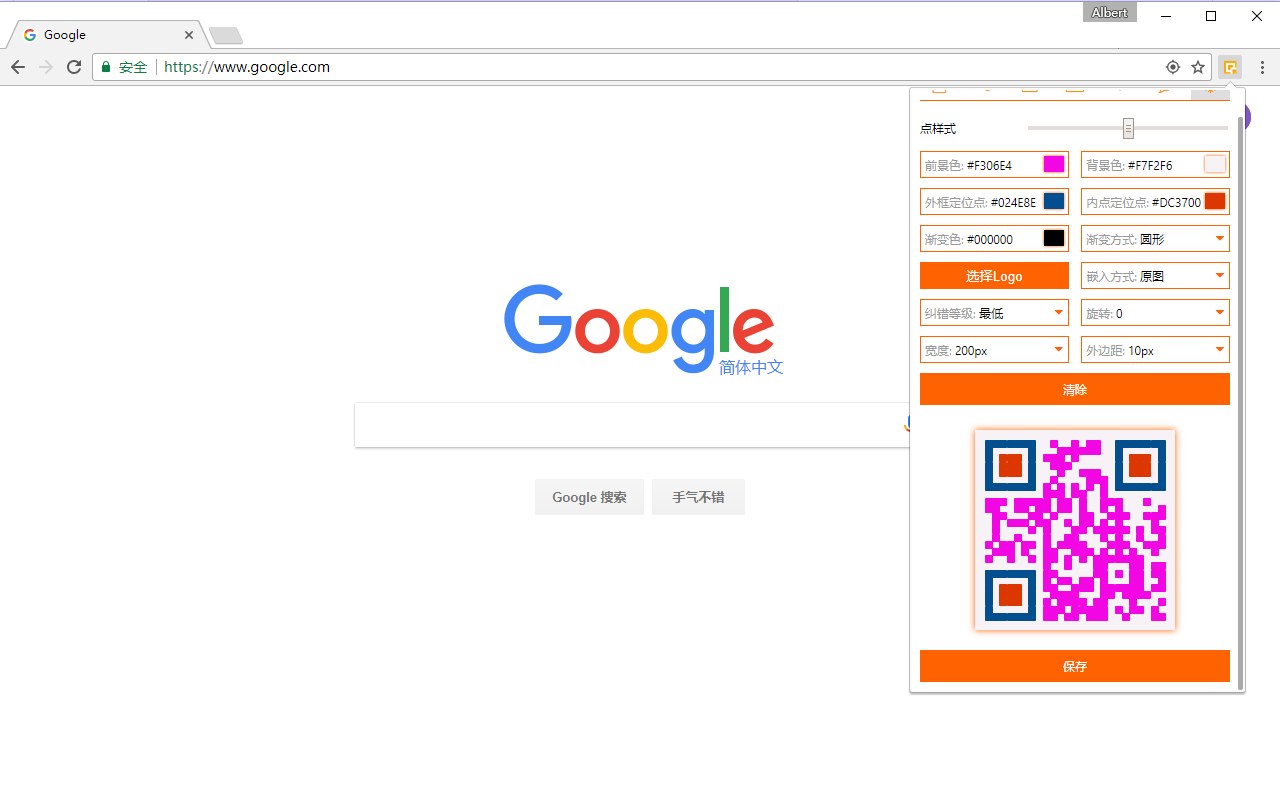 Albert
Google
安全 https://www.google.com
Google
简体中文
Google 搜索
手气不错
点样式
前景色: #F306E4
背景色: #F7F2F6
外框定位点: #024E8E
内点定位点: #DC3700
渐变色: #000000
渐变方式: 圆形
选择Logo
嵌入方式: 原图
纠错等级: 最低
旋转: 0
宽度: 200px
外边距: 10px
清除
保存